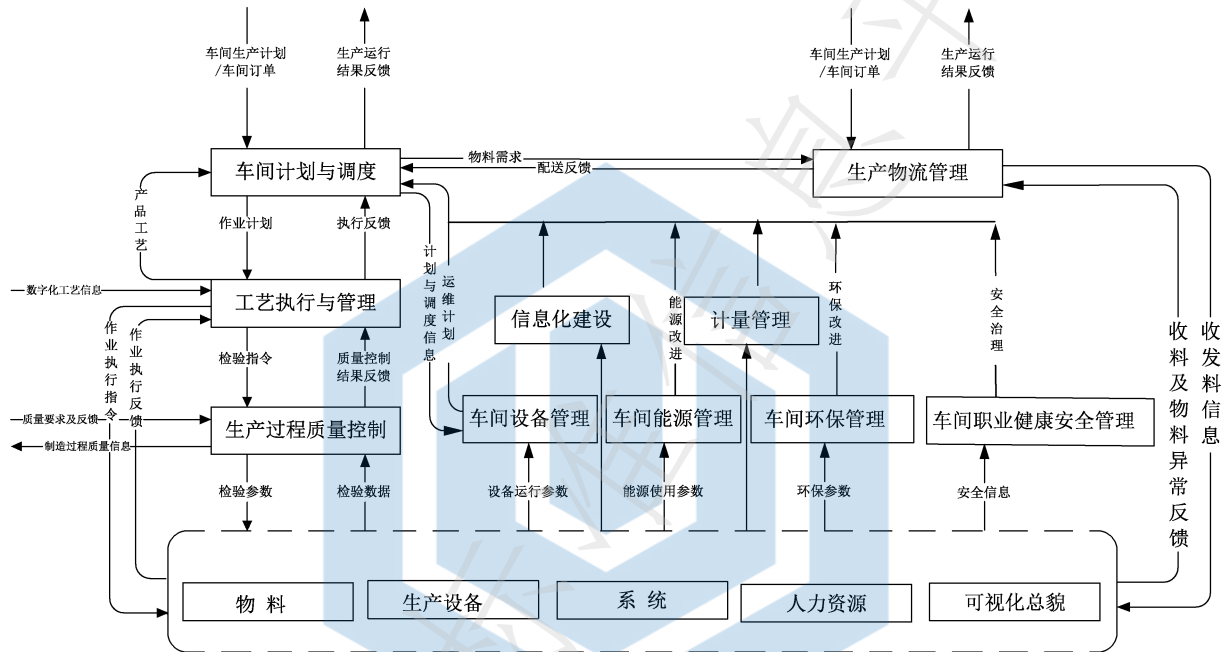 车间生产计划
/车间订单
生产运行
结果反馈
车间生产计划
/车间订单
生产运行
结果反馈
车间计划与调度
物料需求
配送反馈
生产物流管理
产品工艺
作业计划
执行反馈
计划与调度信息
运维计划
数字化工艺信息
工艺执行与管理
信息化建设
能源改进
计量管理
环保改进
安全治理
作业执行指令
作业执行反馈
检验指令
质量控制
结果反馈
收料及物料异常反馈
收发料信息
质量要求及反馈
制造过程质量信息
生产过程质量控制
车间设备管理
车间能源管理
车间环保管理
车间职业健康安全管理
检验参数
检验数据
设备运行参数
能源使用参数
环保参数
安全信息
物 料
生产设备
系 统
人力资源
可视化总貌